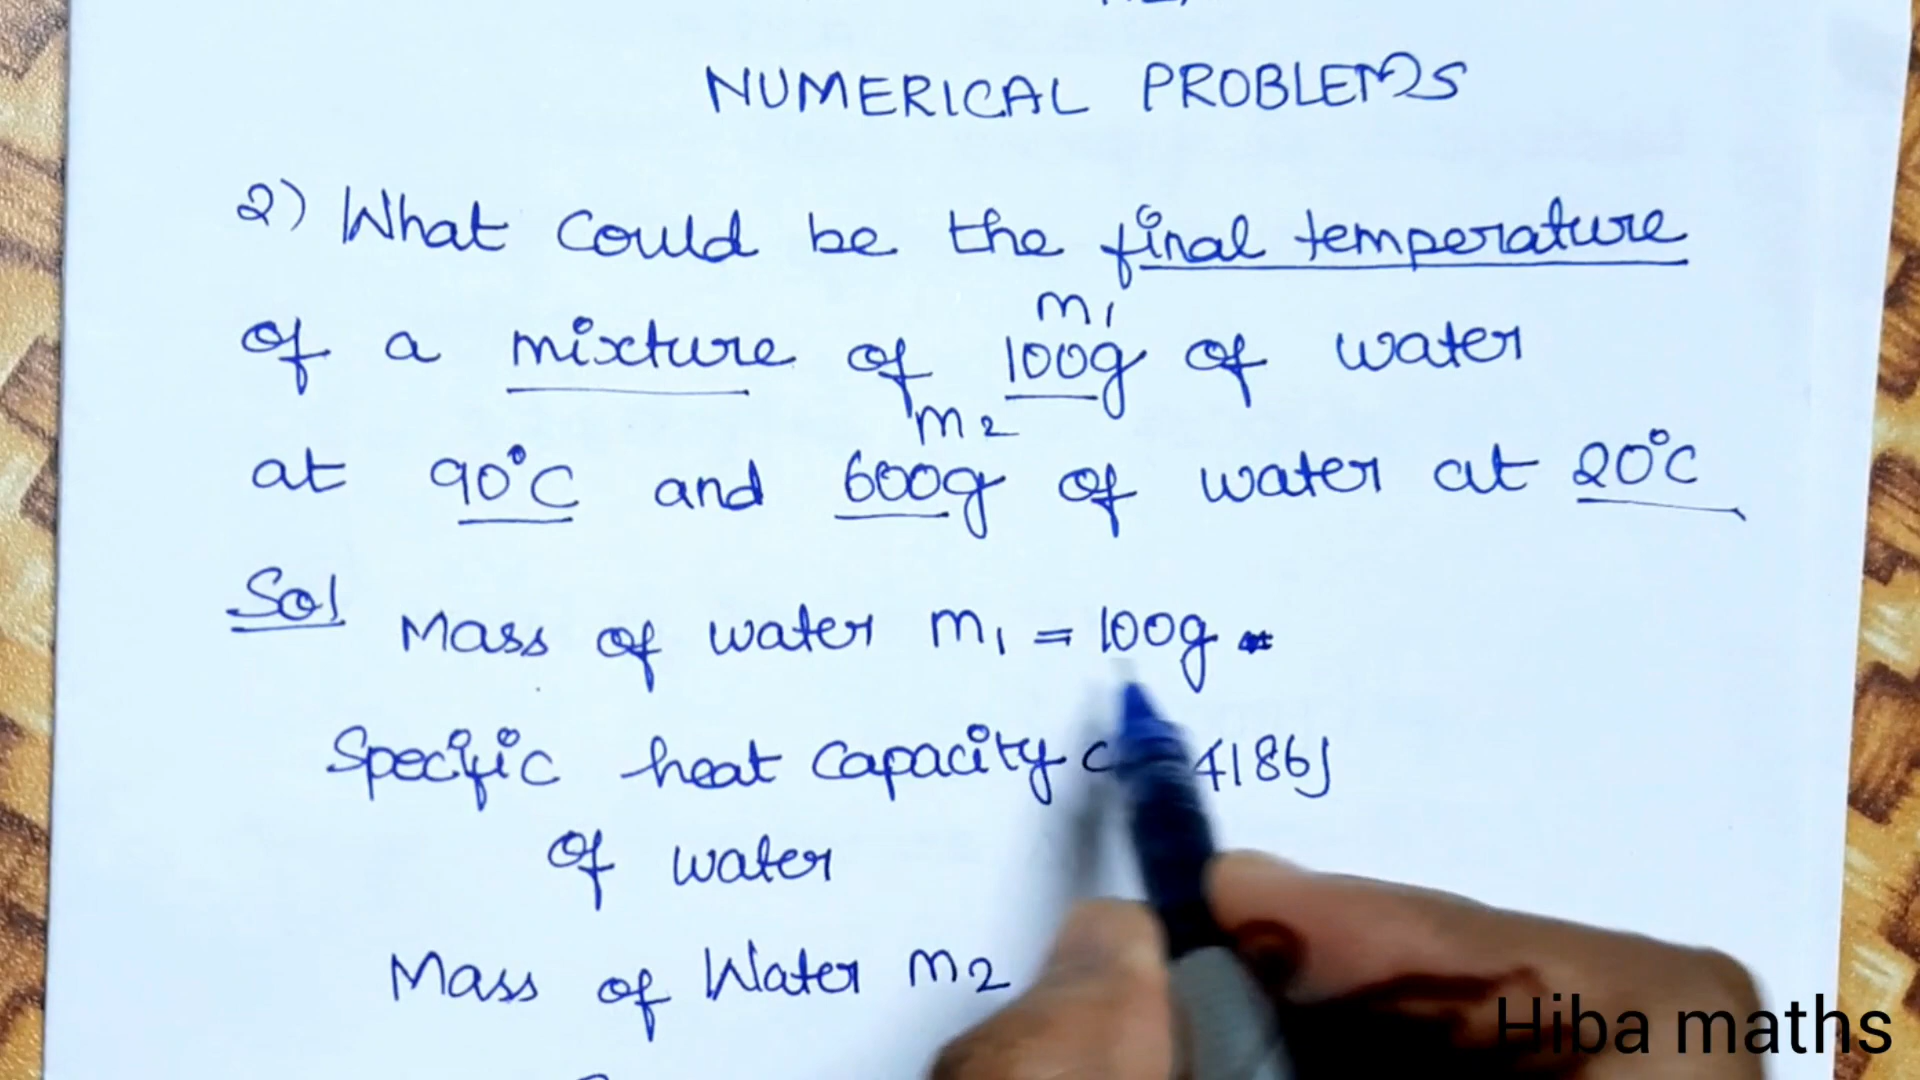 NUMERICAL PROBLEMS
2) What could be the final temperature
m1
of a mixture of 100g of water
m2
at 90°C and 600g of water at 20°C
Sol Mass of water m1 = 100g
Specific heat capacity c 4186J
of water
Mass of Water m2
Hiba maths